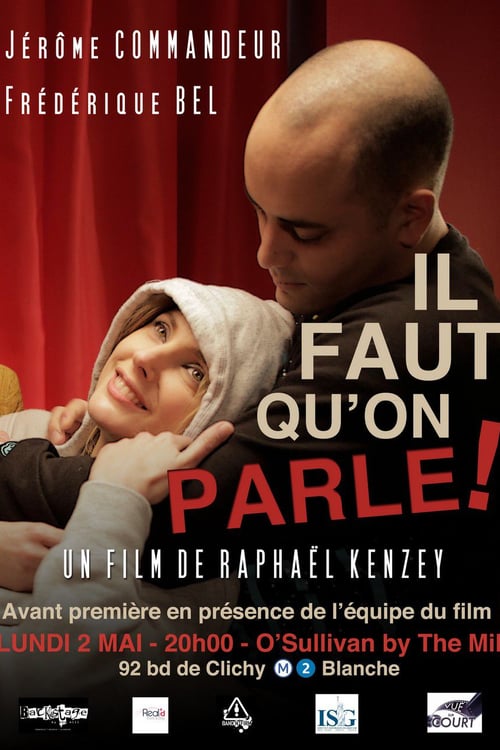 JÉRÔME COMMANDEUR
FRÉDÉRIQUE BEL
IL
FAUT
QU'ON
PARLE!
UN FILM DE RAPHAËL KENZEY
Avant première en présence de l'équipe du film
LUNDI 2 MAI - 20h00 - O'Sullivan by The Mil
92 bd de Clichy M 2 Blanche
Backstage
ISG
VUE
COURT